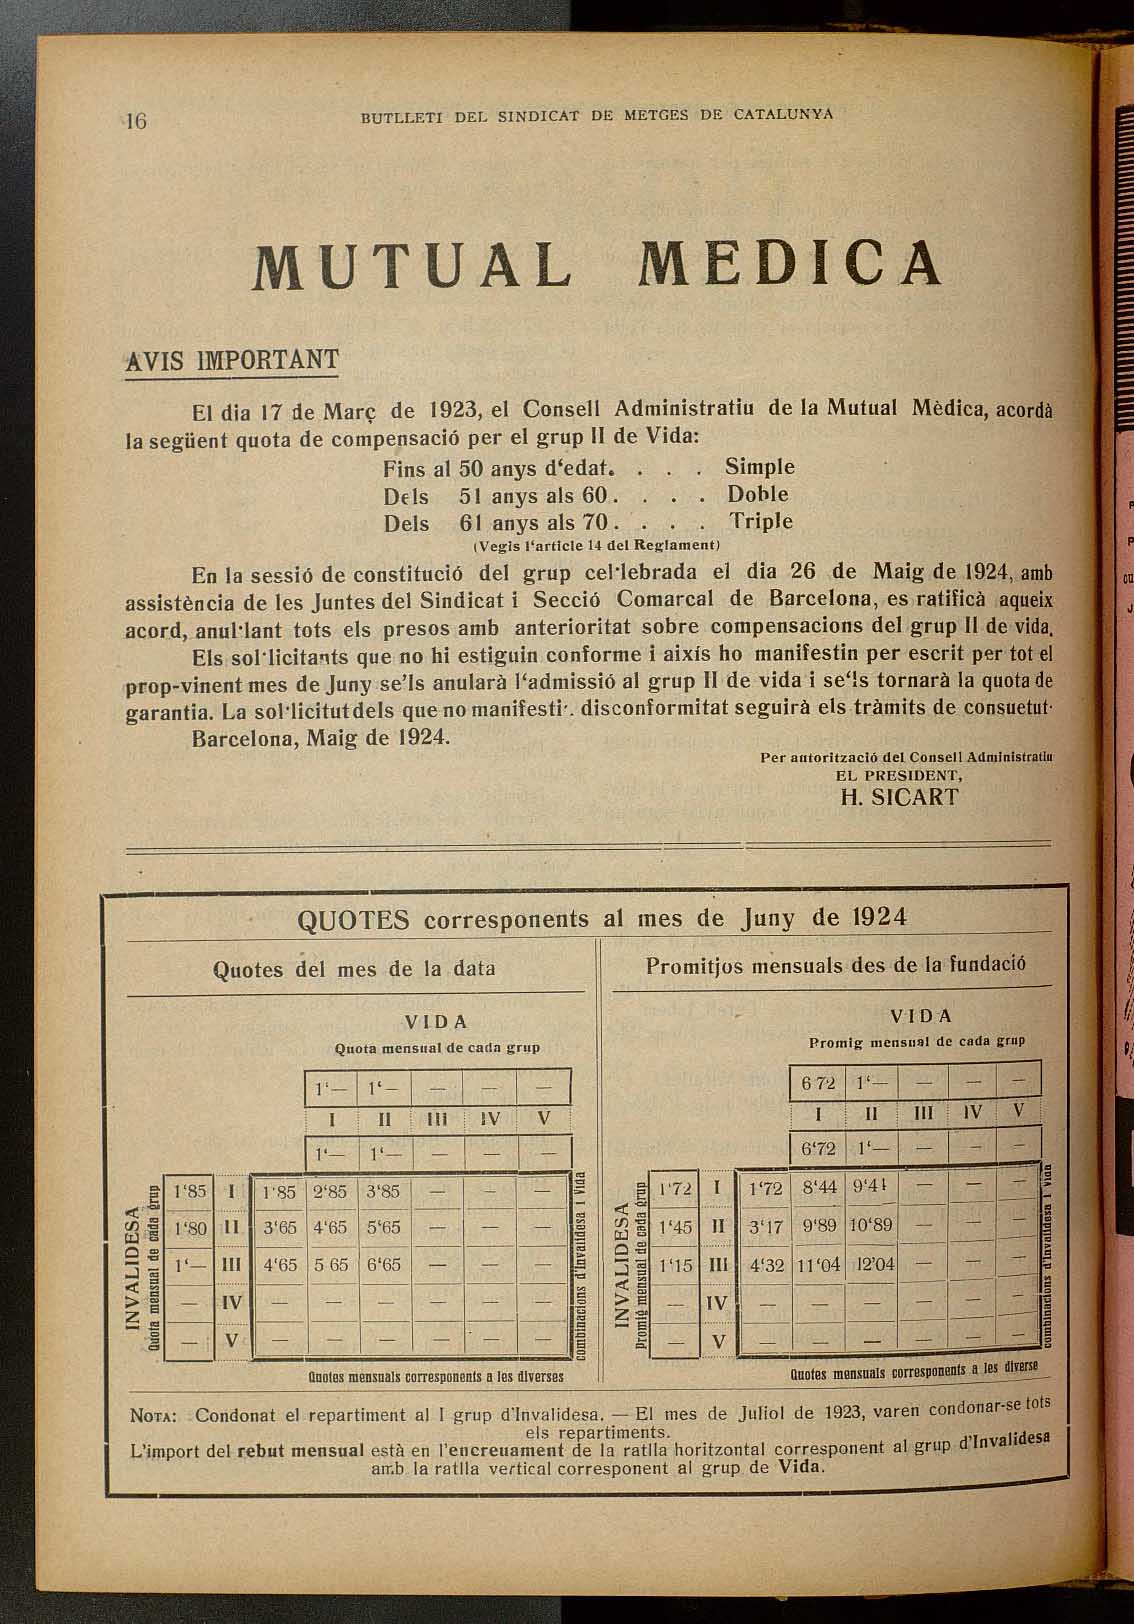 16
BUTLLETI DEL SINDICAT DE METGES DE CATALUNYA
MUTUAL MEDICA
AVIS IMPORTANT
El dia 17 de Març de 1923, el Consell Administratiu de la Mutual Mèdica, acordà
la següent quota de compensació per el grup II de Vida:
Fins al 50 anys d‘edat. . . . Simple
Dels 51 anys als 60 . . . . Doble
Dels 61 anys als 70 . . . . Triple
(Vegis l‘article 14 del Reglament)
En la sessió de constitució del grup cel·lebrada el dia 26 de Maig de 1924, amb
assistència de les Juntes del Sindicat i Secció Comarcal de Barcelona, es ratificà aqueix
acord, anul·lant tots els presos amb anterioritat sobre compensacions del grup II de vida.
Els sol·licitants que no hi estiguin conforme i aixís ho manifestin per escrit per tot el
prop-vinent mes de Juny se’ls anularà l‘admissió al grup II de vida i se‘ls tornarà la quota de
garantia. La sol·licitut dels que no manifesti·. disconformitat seguirà els tràmits de consuetut·
Barcelona, Maig de 1924.
Per autorització del Consell Administratiu
EL PRESIDENT,
H. SICART
QUOTES corresponents al mes de Juny de 1924
Quotes del mes de la data
VIDA
Quota mensual de cada grup
1‘— 1‘— — — —
I II III IV V
1‘— 1‘— — — —
INVALIDESA
Quota mensual de cada grup
1‘85 I 1‘85 2‘85 3‘85 — — —
1‘80 II 3‘65 4‘65 5‘65 — — —
1‘— III 4‘65 5 65 6‘65 — — —
— IV — — — — — —
— V — — — — — —
combinacions d'Invalidesa i Vida
Quotes mensuals corresponents a les diverses
Promitjos mensuals des de la fundació
VIDA
Promig mensual de cada grup
6 72 1‘— — — —
I II III IV V
6‘72 1‘— — — —
INVALIDESA
Promig mensual de cada grup
1‘72 I 1‘72 8‘44 9‘44 — — —
1‘45 II 3‘17 9‘89 10‘89 — — —
1‘15 III 4‘32 11‘04 12’04 — — —
— IV — — — — — —
— V — — — — — —
combinacions d'Invalidesa i Vida
Quotes mensuals corresponents a les diverse
NOTA: Condonat el repartiment al I grup d'Invalidesa. — El mes de Juliol de 1923, varen condonar-se tots
els repartiments.
L'import del rebut mensual està en l'encreuament de la ratlla horitzontal corresponent al grup d'Invalidesa
amb la ratlla vertical corresponent al grup de Vida.